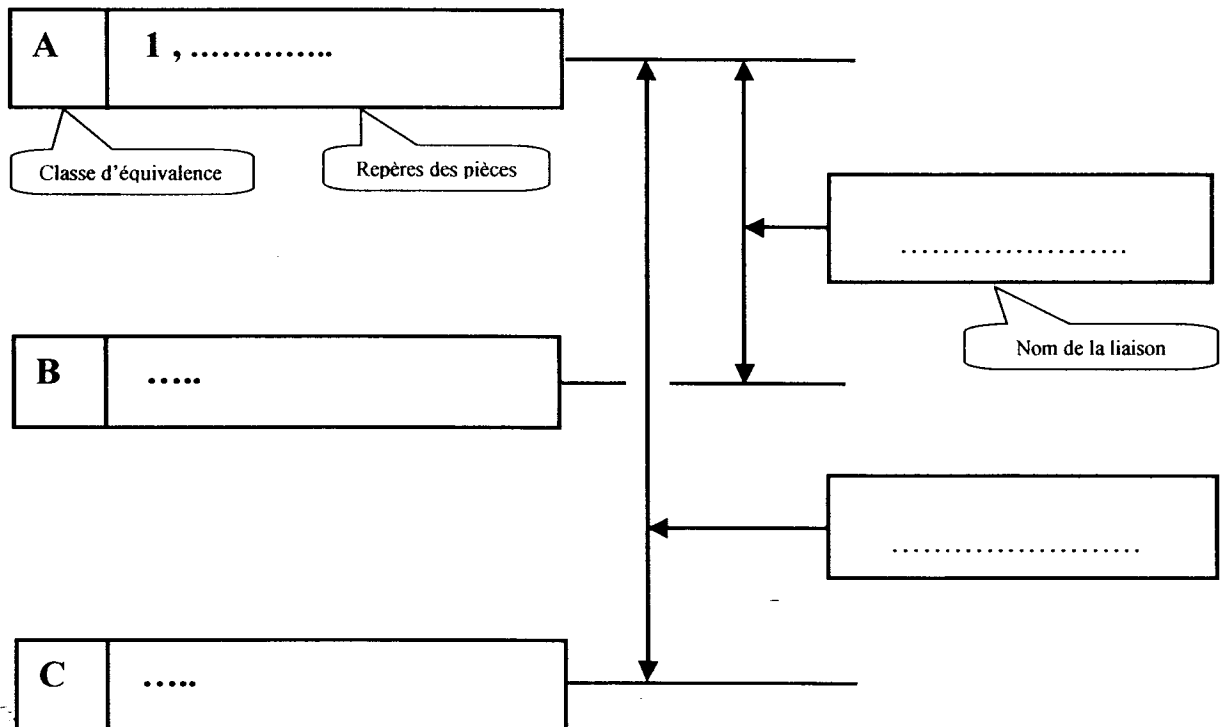 A
1 , ..............
Classe d'équivalence
Repères des pièces
......................
Nom de la liaison
B
.....
.........................
C
.....